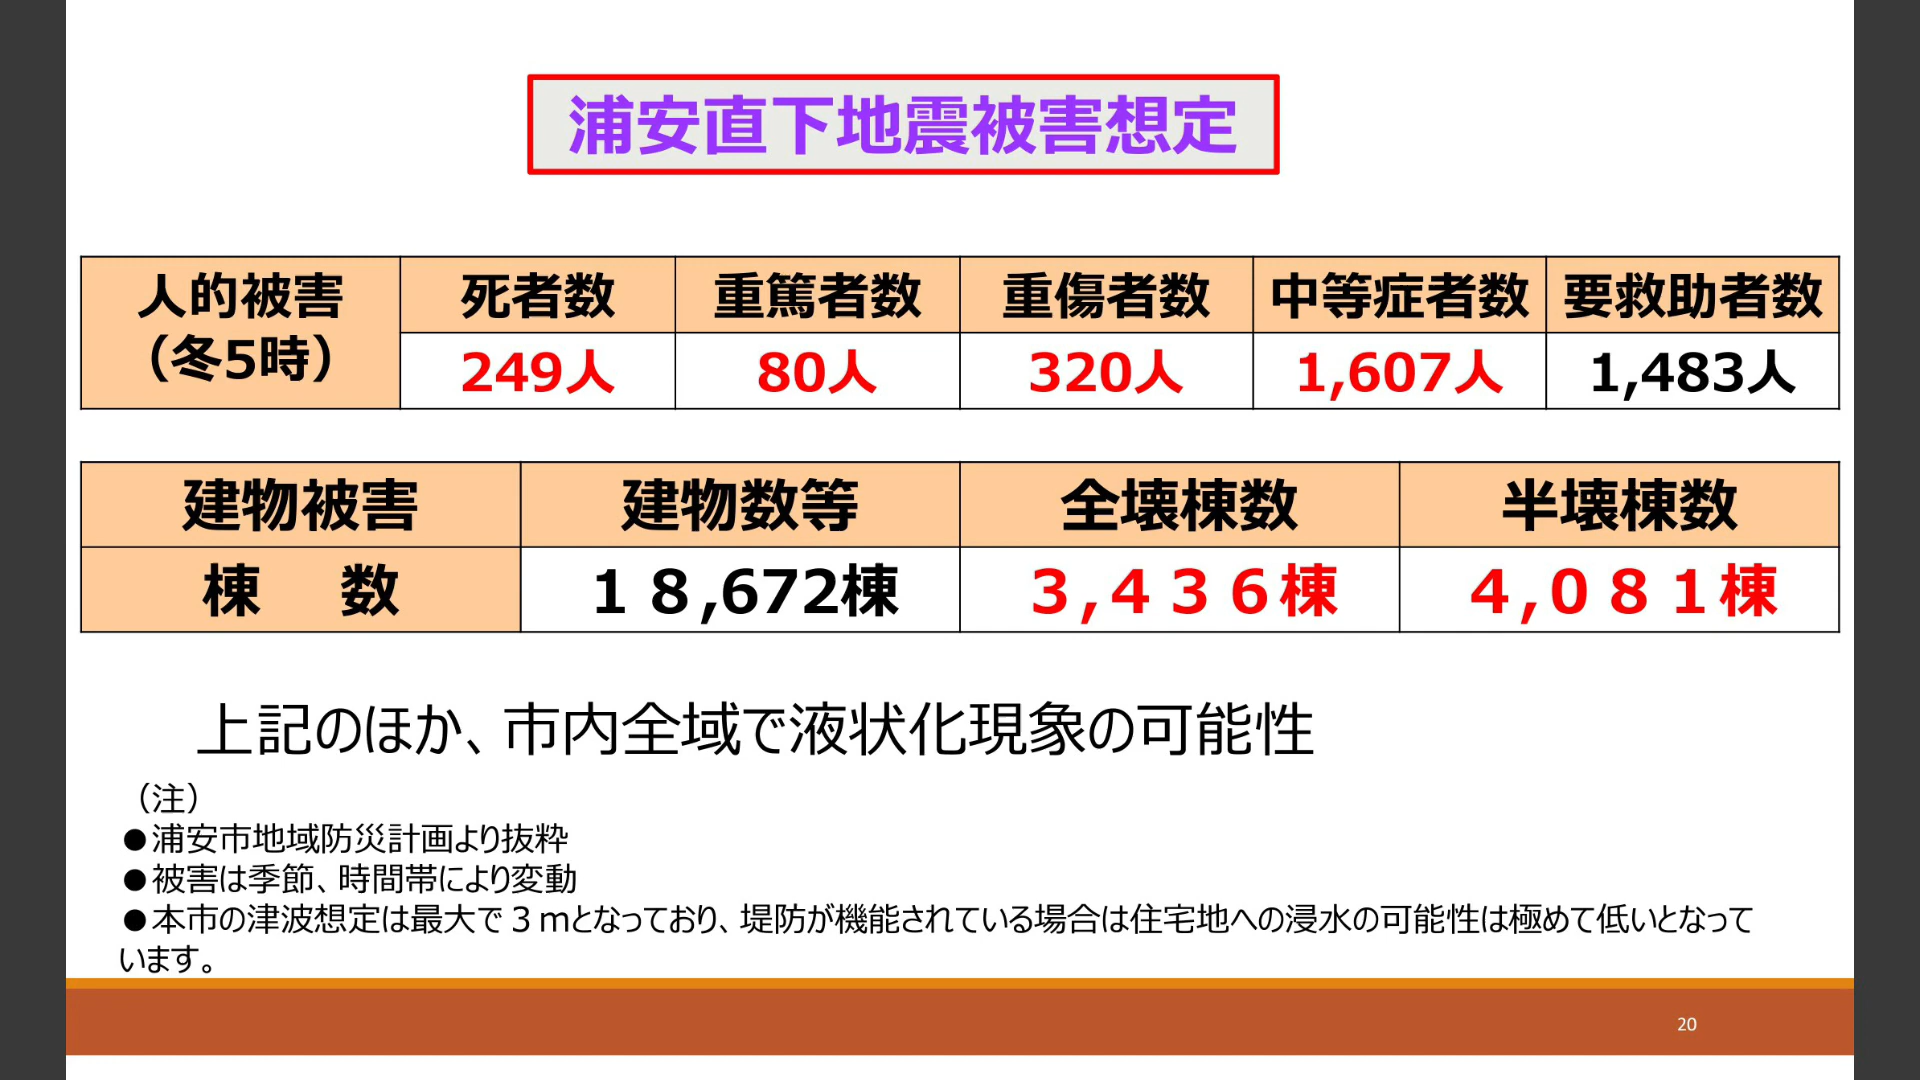 浦安直下地震被害想定
人的被害 死者数 重篤者数 重傷者数 中等症者数 要救助者数
（冬5時） 249人 80人 320人 1,607人 1,483人
建物被害 建物数等 全壊棟数 半壊棟数
棟　数 １８,672棟 ３,４３６棟 ４,０８１棟
上記のほか、市内全域で液状化現象の可能性
（注）
●浦安市地域防災計画より抜粋
●被害は季節、時間帯により変動
●本市の津波想定は最大で３ｍとなっており、堤防が機能されている場合は住宅地への浸水の可能性は極めて低いとなって
います。
20